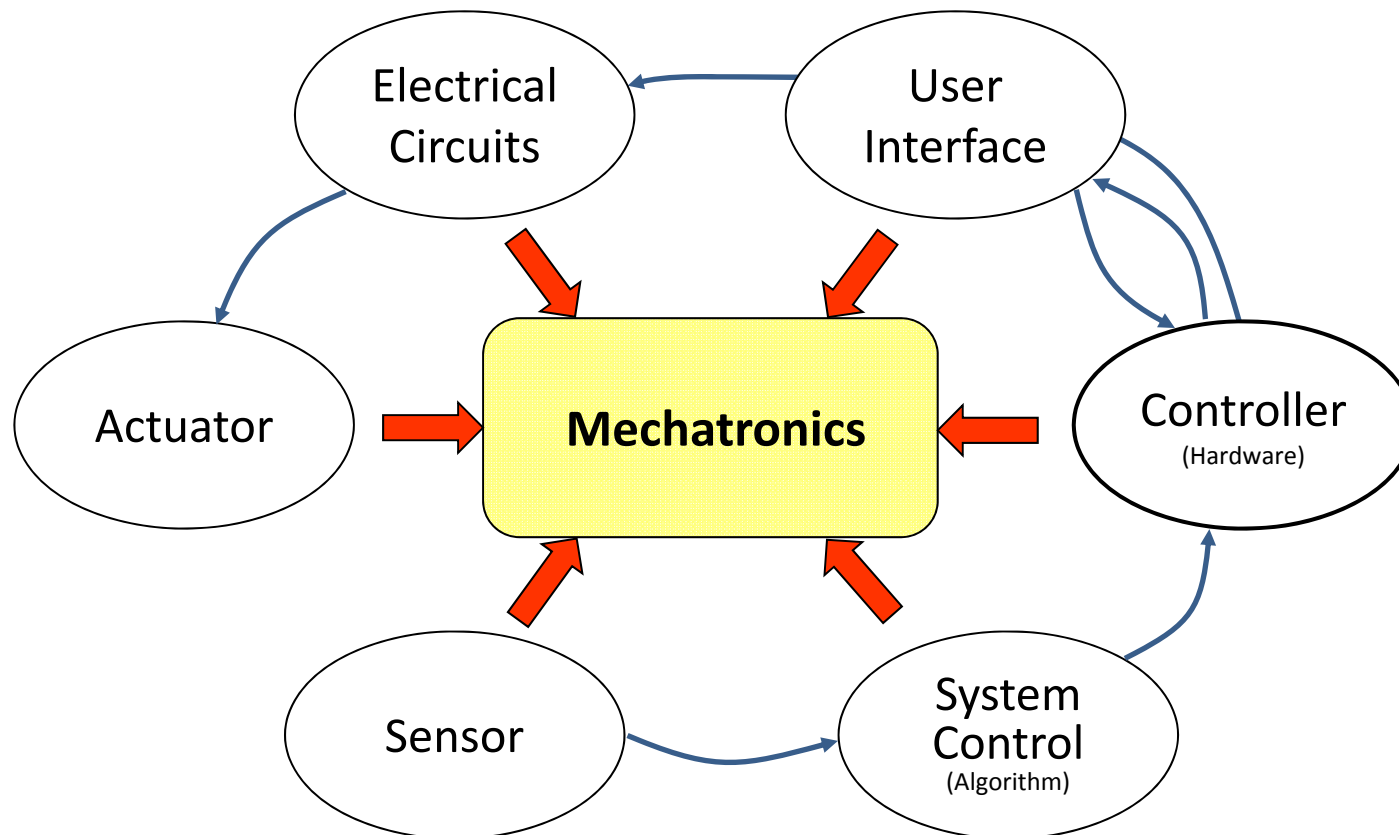 Electrical
Circuits
User
Interface
Actuator
Mechatronics
Controller
(Hardware)
Sensor
System
Control
(Algorithm)